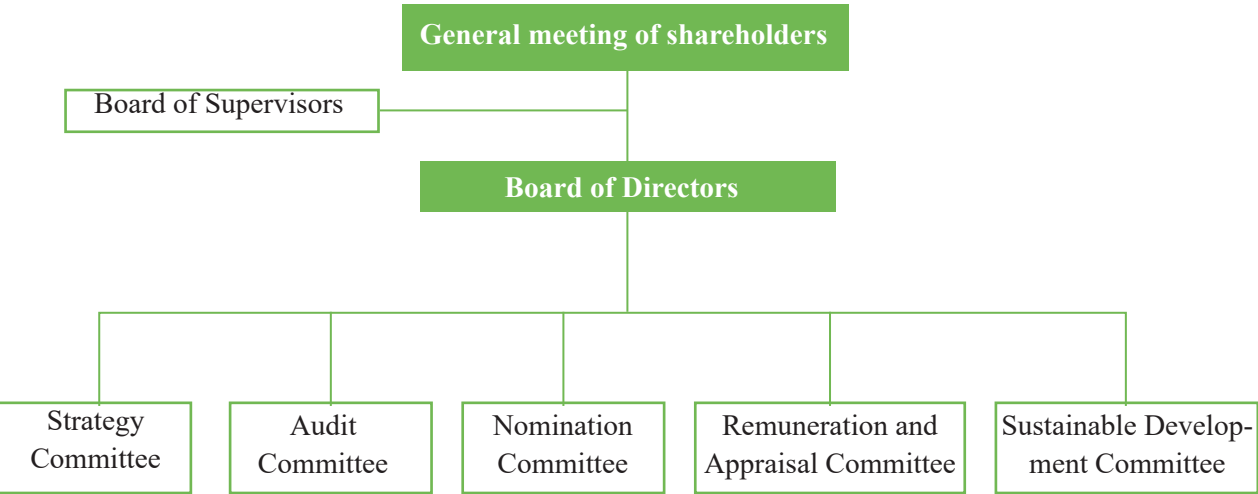 General meeting of shareholders
Board of Supervisors
Board of Directors
Strategy
Committee
Audit
Committee
Nomination
Committee
Remuneration and
Appraisal Committee
Sustainable Develop-
ment Committee